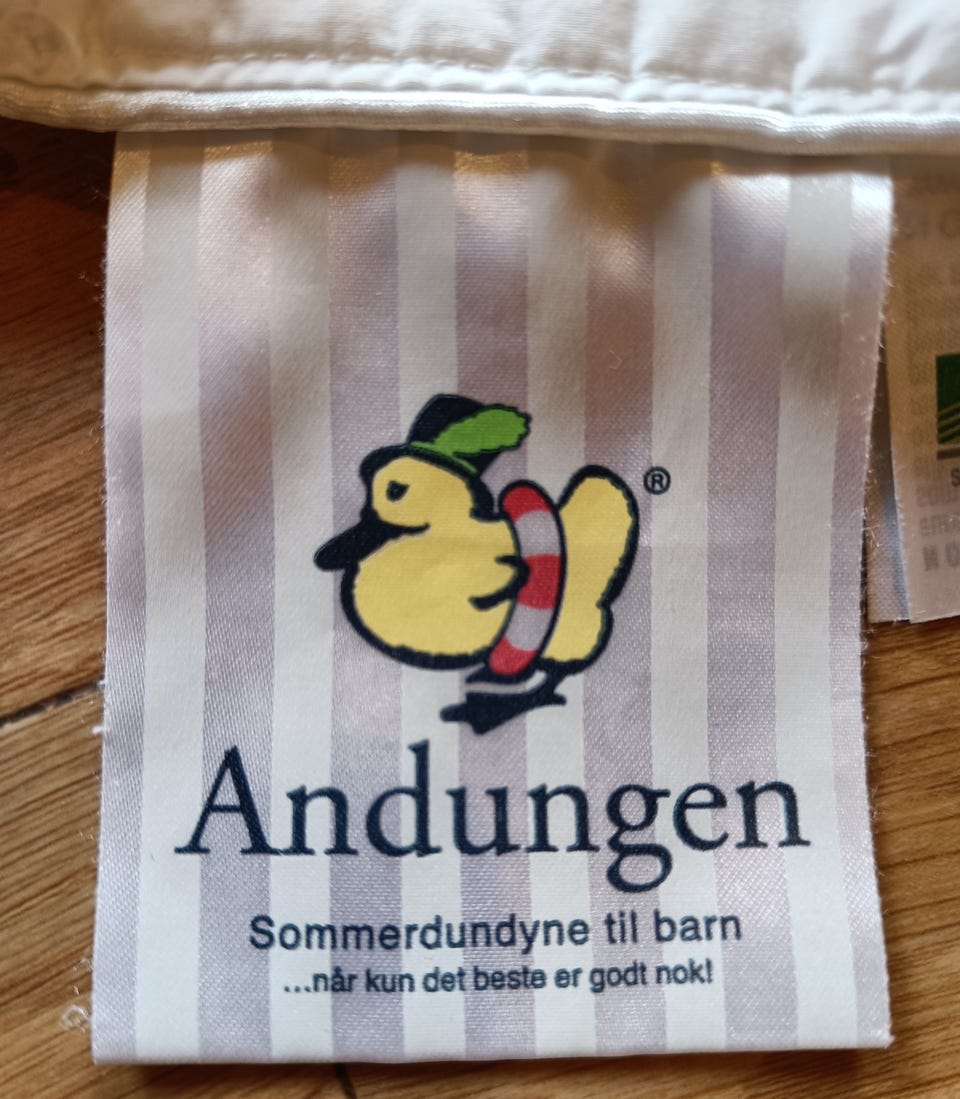 ®
Andungen
Sommerdundyne til barn
...når kun det beste er godt nok!